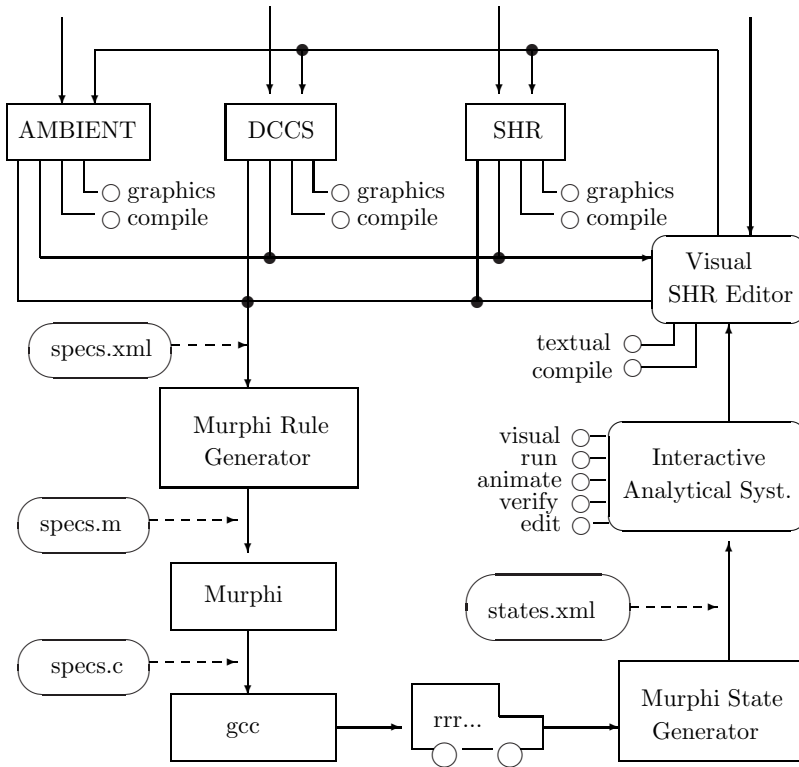 AMBIENT
DCCS
SHR
graphics
compile
graphics
compile
graphics
compile
Visual
SHR Editor
textual
compile
specs.xml
Murphi Rule
Generator
visual
run
animate
verify
edit
Interactive
Analytical Syst.
specs.m
Murphi
states.xml
specs.c
gcc
rrr...
Murphi State
Generator